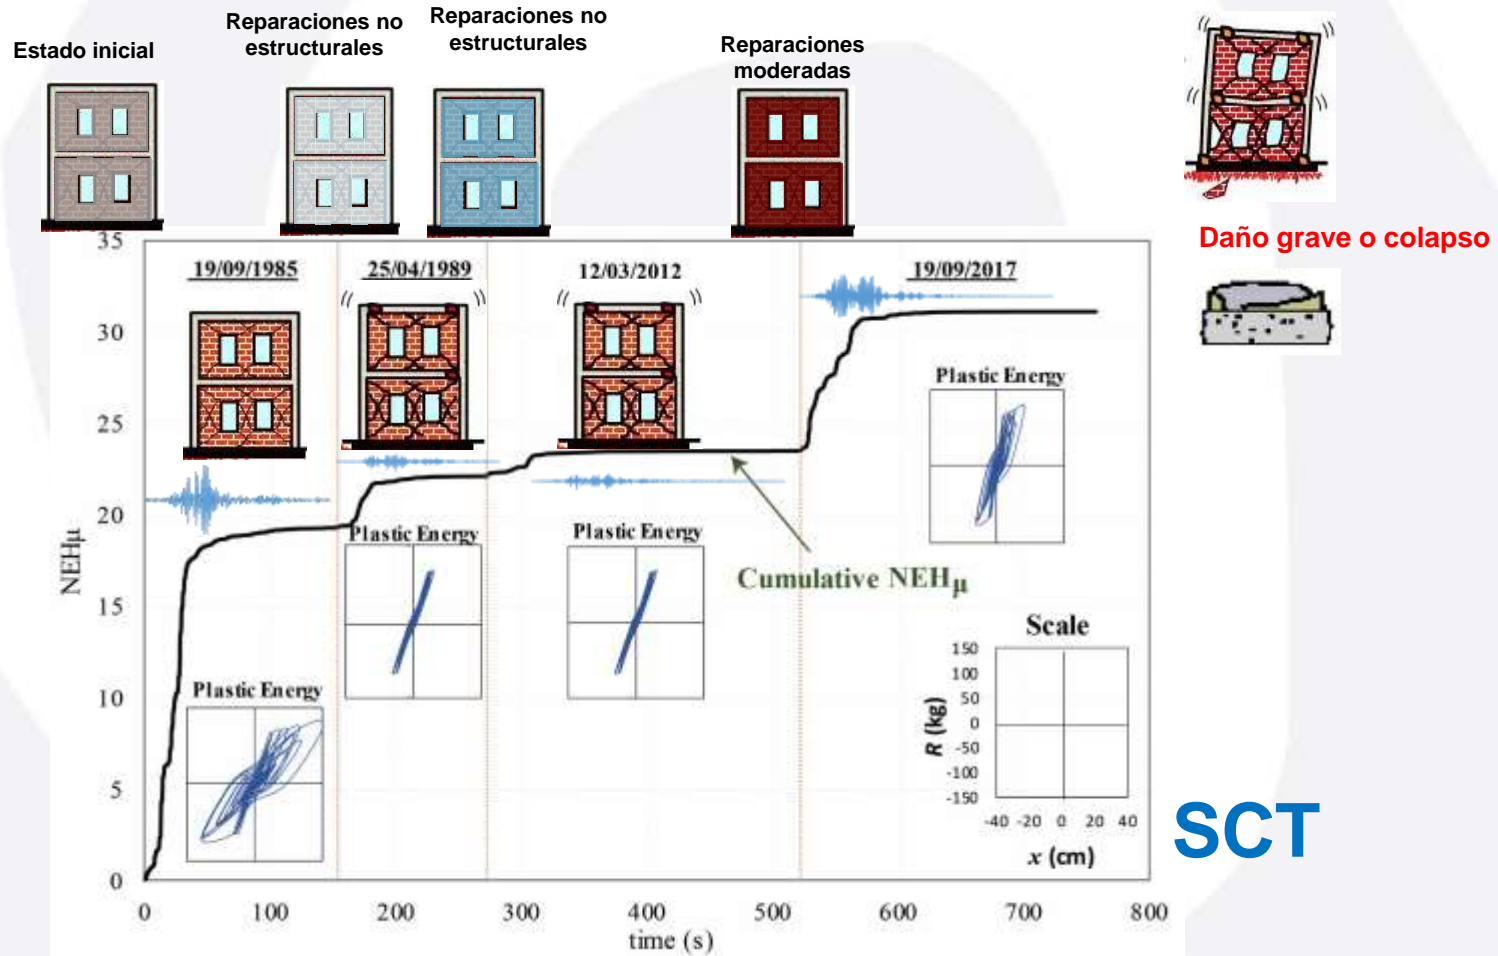 Estado inicial
Reparaciones no
estructurales
Reparaciones no
estructurales
Reparaciones
moderadas
Daño grave o colapso
35
30
25
20
15
10
5
0
NEHμ
19/09/1985
25/04/1989
12/03/2012
19/09/2017
Plastic Energy
Plastic Energy
Plastic Energy
Plastic Energy
Cumulative NEHμ
Scale
150
100
50
0
-50
-100
-150
R (kg)
-40 -20 0 20 40
x (cm)
SCT
0 100 200 300 400 500 600 700 800
time (s)